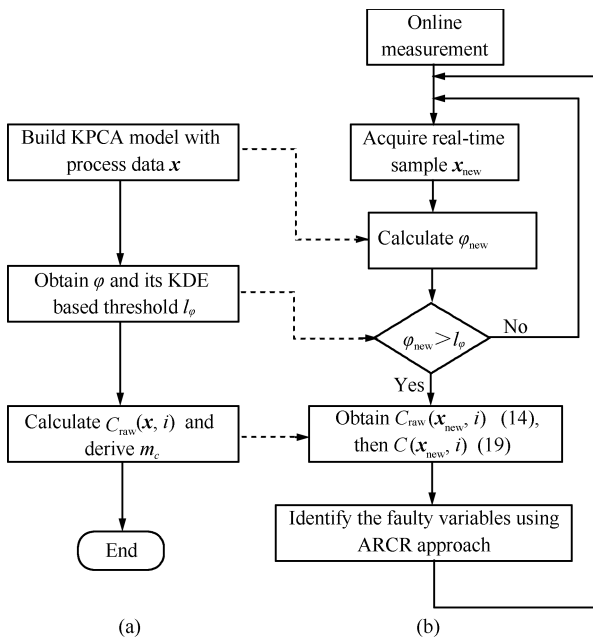 Build KPCA model with
process data x
Obtain φ and its KDE
based threshold lφ
Calculate Craw(x, i) and
derive mc
End
(a)
Online
measurement
Acquire real-time
sample xnew
Calculate φnew
φnew>lφ
No
Yes
Obtain Craw(xnew, i) (14),
then C(xnew, i) (19)
Identify the faulty variables using
ARCR approach
(b)